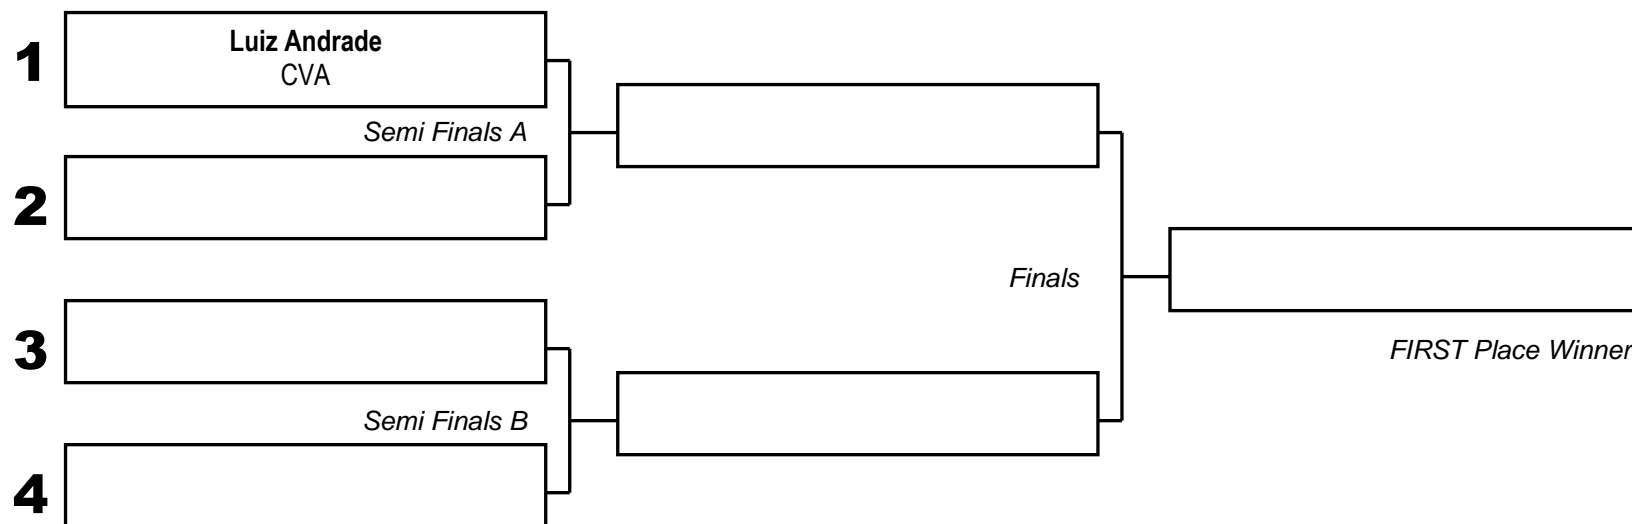 1
Luiz Andrade
CVA
Semi Finals A
2
Finals
3
FIRST Place Winner
Semi Finals B
4